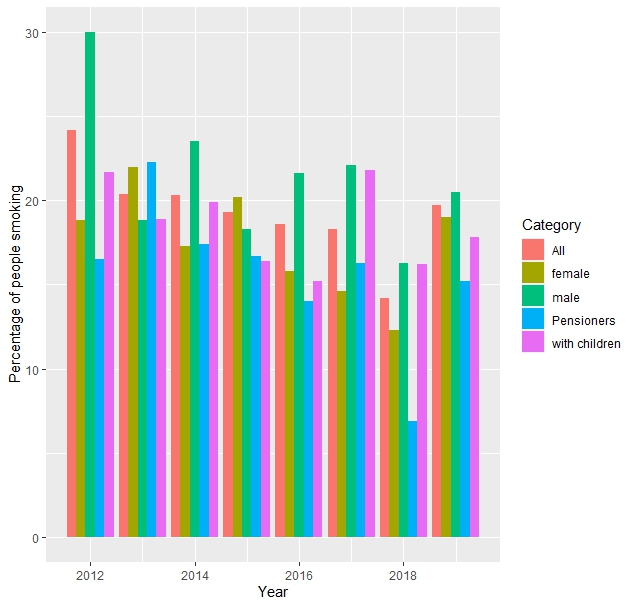 30
20
10
0
Percentage of people smoking
2012 2014 2016 2018
Year
Category
All
female
male
Pensioners
with children